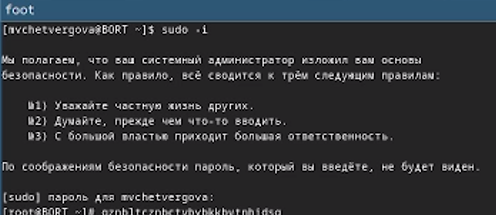 foot
[mvchetvergova@BORT ~]$ sudo -i
Мы полагаем, что ваш системный администратор изложил вам основы
безопасности. Как правило, всё сводится к трём следующим правилам:
№1) Уважайте частную жизнь других.
№2) Думайте, прежде чем что-то вводить.
№3) С большой властью приходит большая ответственность.
По соображениям безопасности пароль, который вы введёте, не будет виден.
[sudo] пароль для mvchetvergova:
[root@BORT ~]#